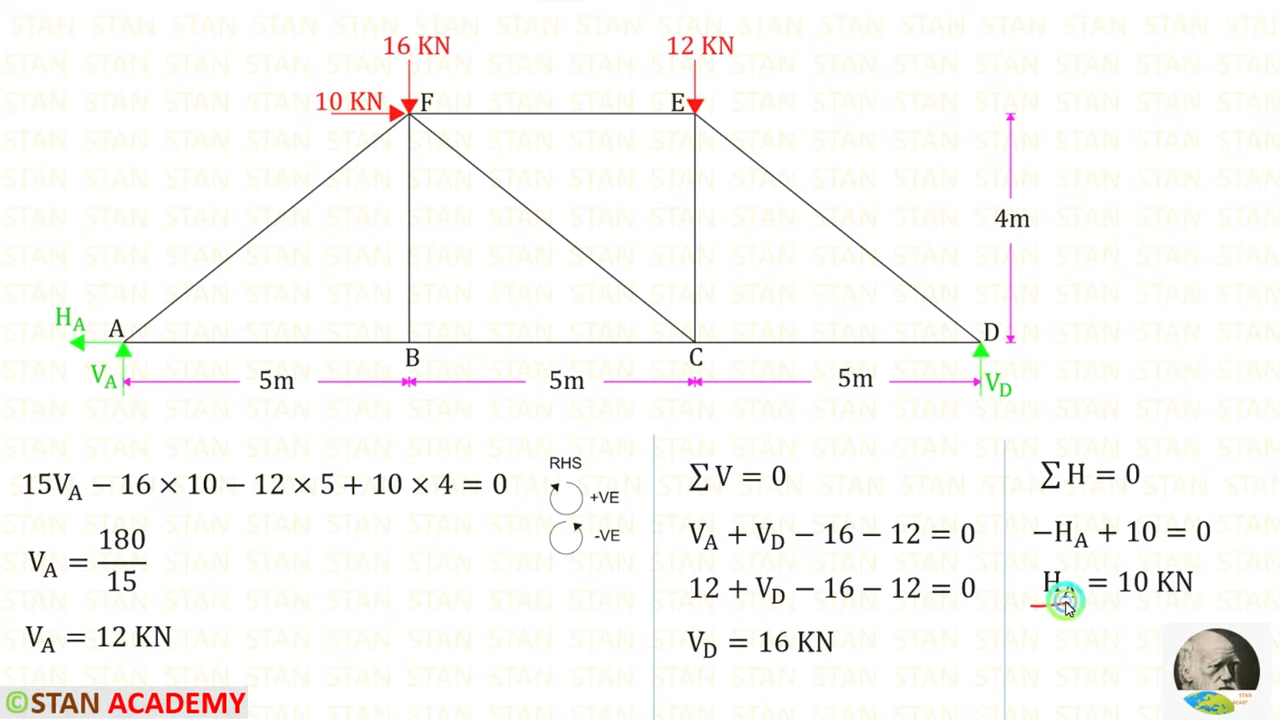 16 KN
12 KN
10 KN
F
E
4m
H_A
A
D
B
C
V_A
5m
5m
5m
V_D
15V_A − 16 × 10 − 12 × 5 + 10 × 4 = 0
V_A = 180/15
V_A = 12 KN
RHS
+VE
-VE
∑ V = 0
V_A + V_D − 16 − 12 = 0
12 + V_D − 16 − 12 = 0
V_D = 16 KN
∑ H = 0
−H_A + 10 = 0
H_A = 10 KN
©STAN ACADEMY